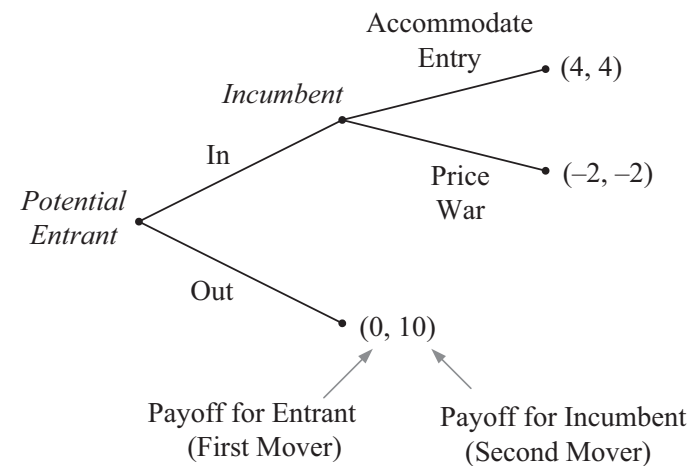 Accommodate
Entry
(4, 4)
Incumbent
In
Price
War
(–2, –2)
Potential
Entrant
Out
(0, 10)
Payoff for Entrant
(First Mover)
Payoff for Incumbent
(Second Mover)